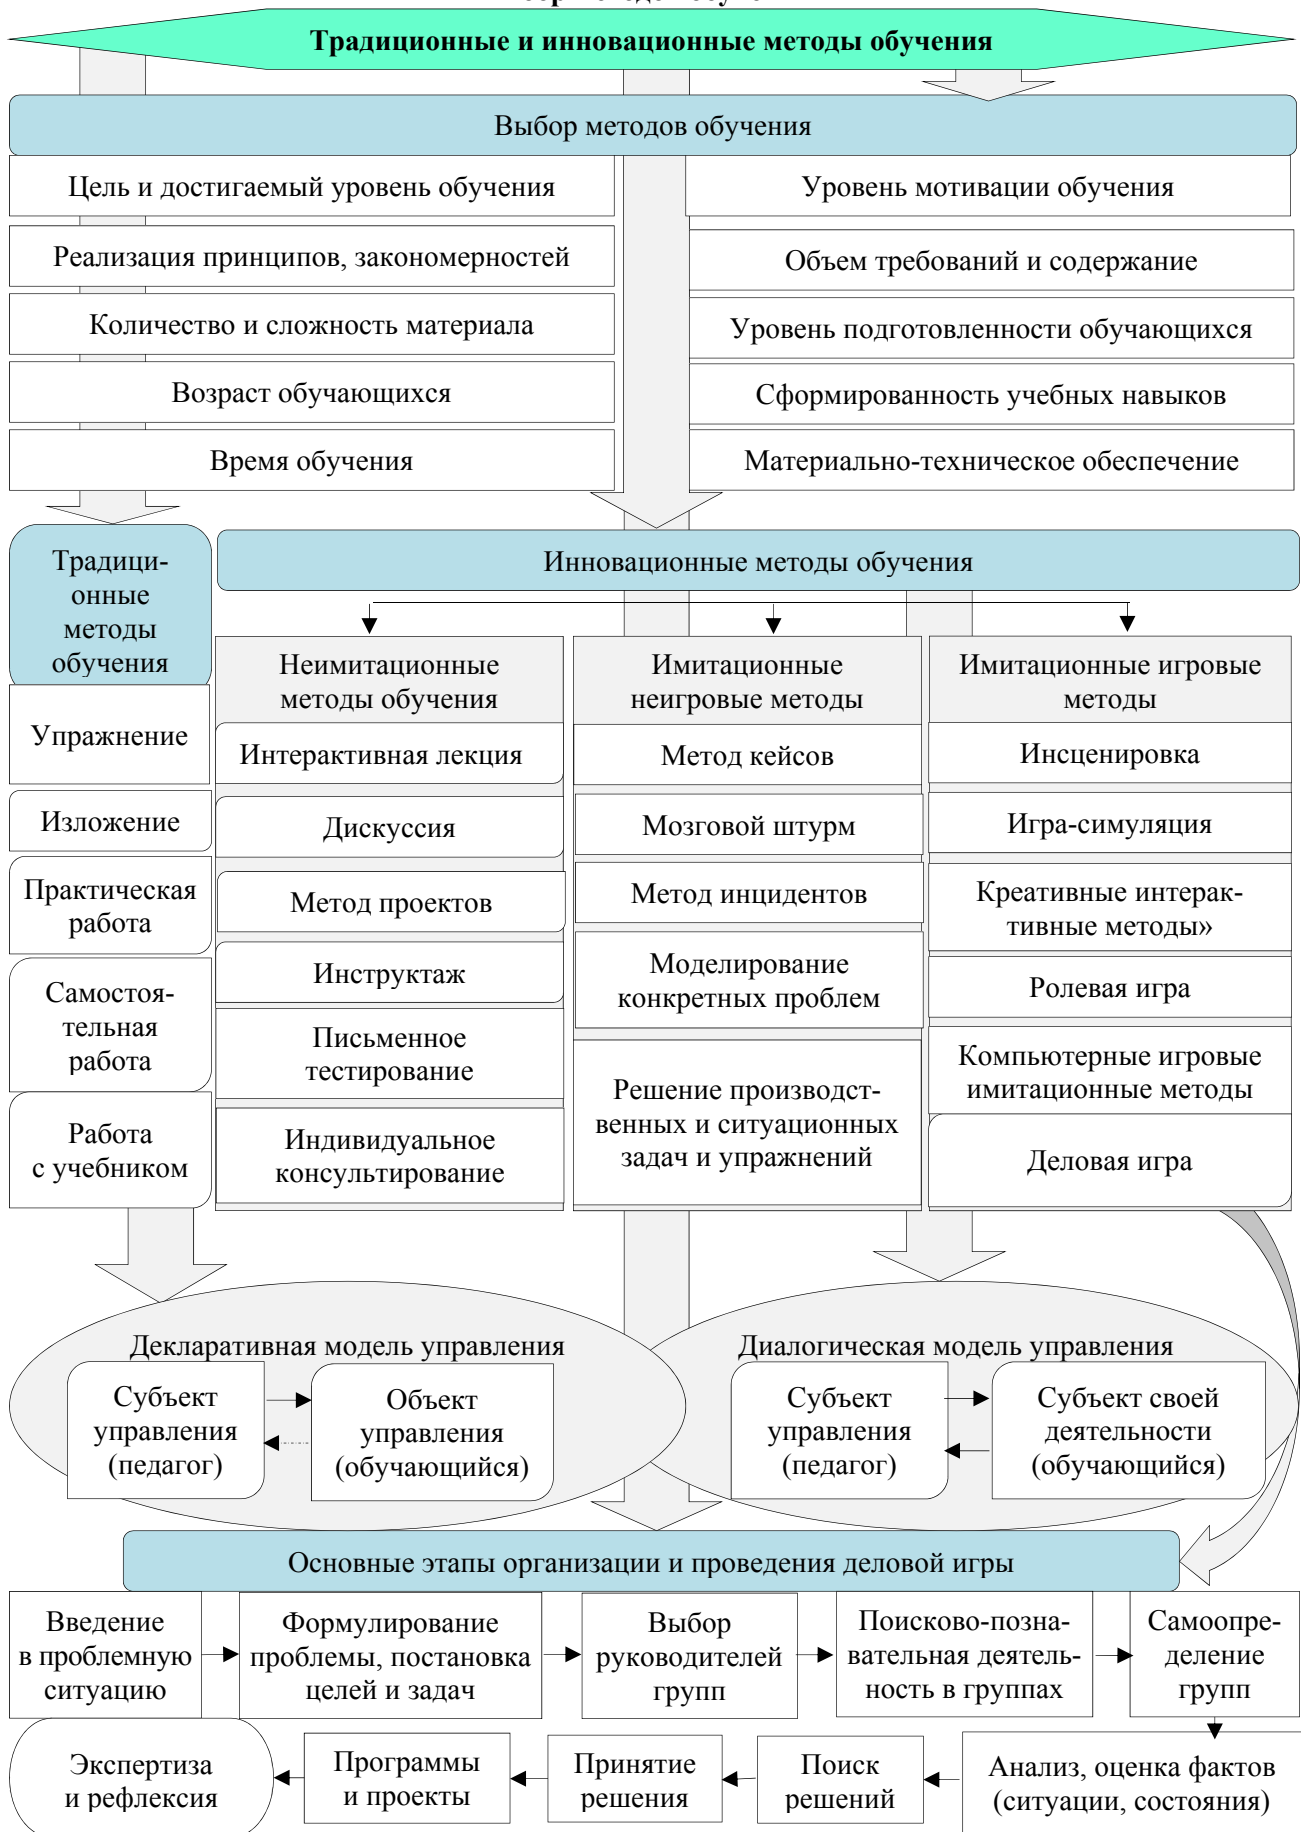 Традиционные и инновационные методы обучения
Выбор методов обучения
Цель и достигаемый уровень обучения
Уровень мотивации обучения
Реализация принципов, закономерностей
Объем требований и содержание
Количество и сложность материала
Уровень подготовленности обучающихся
Возраст обучающихся
Сформированность учебных навыков
Время обучения
Материально-техническое обеспечение
Традици-
онные
методы
обучения
Упражнение
Изложение
Практическая
работа
Самостоя-
тельная
работа
Работа
с учебником
Инновационные методы обучения
Неимитационные
методы обучения
Интерактивная лекция
Дискуссия
Метод проектов
Инструктаж
Письменное
тестирование
Индивидуальное
консультирование
Имитационные
неигровые методы
Метод кейсов
Мозговой штурм
Метод инцидентов
Моделирование
конкретных проблем
Решение производст-
венных и ситуационных
задач и упражнений
Имитационные игровые
методы
Инсценировка
Игра-симуляция
Креативные интерак-
тивные методы»
Ролевая игра
Компьютерные игровые
имитационные методы
Деловая игра
Декларативная модель управления
Субъект
управления
(педагог)
Объект
управления
(обучающийся)
Диалогическая модель управления
Субъект
управления
(педагог)
Субъект своей
деятельности
(обучающийся)
Основные этапы организации и проведения деловой игры
Введение
в проблемную
ситуацию
Формулирование
проблемы, постановка
целей и задач
Выбор
руководителей
групп
Поисково-позна-
вательная деятель-
ность в группах
Самоопре-
деление
групп
Анализ, оценка фактов
(ситуации, состояния)
Поиск
решений
Принятие
решения
Программы
и проекты
Экспертиза
и рефлексия